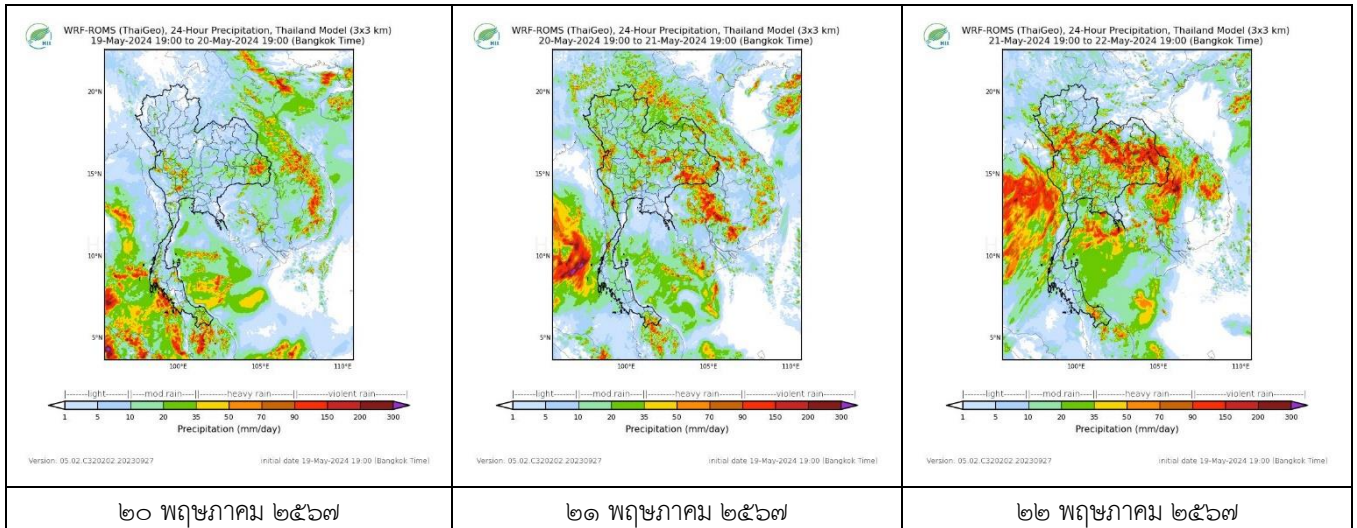 WRF-ROMS (ThaiGeo), 24-Hour Precipitation, Thailand Model (3x3 km)
19-May-2024 19:00 to 20-May-2024 19:00 (Bangkok Time)
20°N
15°N
10°N
5°N
100°E 105°E 110°E
light mod rain heavy rain violent rain
1 5 10 20 35 50 70 90 150 200 300
Precipitation (mm/day)
Version: 05.02.C320202.20230927 initial date 19-May-2024 19:00 (Bangkok Time)
๒๐ พฤษภาคม ๒๕๖๗
WRF-ROMS (ThaiGeo), 24-Hour Precipitation, Thailand Model (3x3 km)
20-May-2024 19:00 to 21-May-2024 19:00 (Bangkok Time)
20°N
15°N
10°N
5°N
100°E 105°E 110°E
light mod rain heavy rain violent rain
1 5 10 20 35 50 70 90 150 200 300
Precipitation (mm/day)
Version: 05.02.C320202.20230927 initial date 19-May-2024 19:00 (Bangkok Time)
๒๑ พฤษภาคม ๒๕๖๗
WRF-ROMS (ThaiGeo), 24-Hour Precipitation, Thailand Model (3x3 km)
21-May-2024 19:00 to 22-May-2024 19:00 (Bangkok Time)
20°N
15°N
10°N
5°N
100°E 105°E 110°E
light mod rain heavy rain violent rain
1 5 10 20 35 50 70 90 150 200 300
Precipitation (mm/day)
Version: 05.02.C320202.20230927 initial date 19-May-2024 19:00 (Bangkok Time)
๒๒ พฤษภาคม ๒๕๖๗